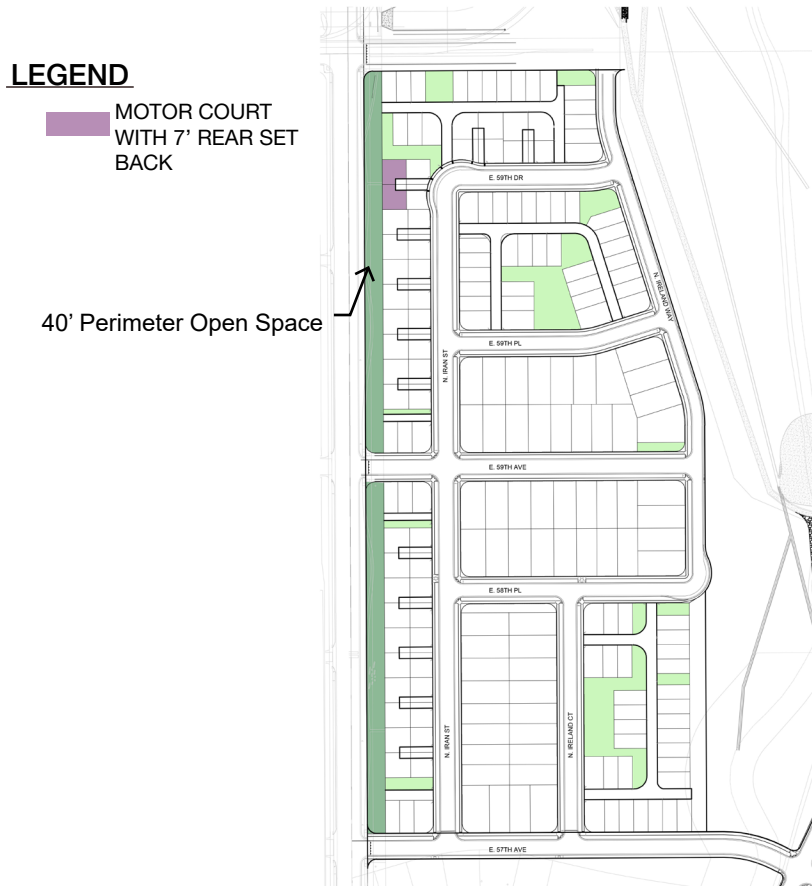 LEGEND
MOTOR COURT
WITH 7’ REAR SET
BACK
40’ Perimeter Open Space
E. 59TH DR
N. IRELAND WAY
E. 59TH PL
N. IRAN ST
E. 59TH AVE
E. 58TH PL
N. IRAN ST
N. IRELAND CT
E. 57TH AVE